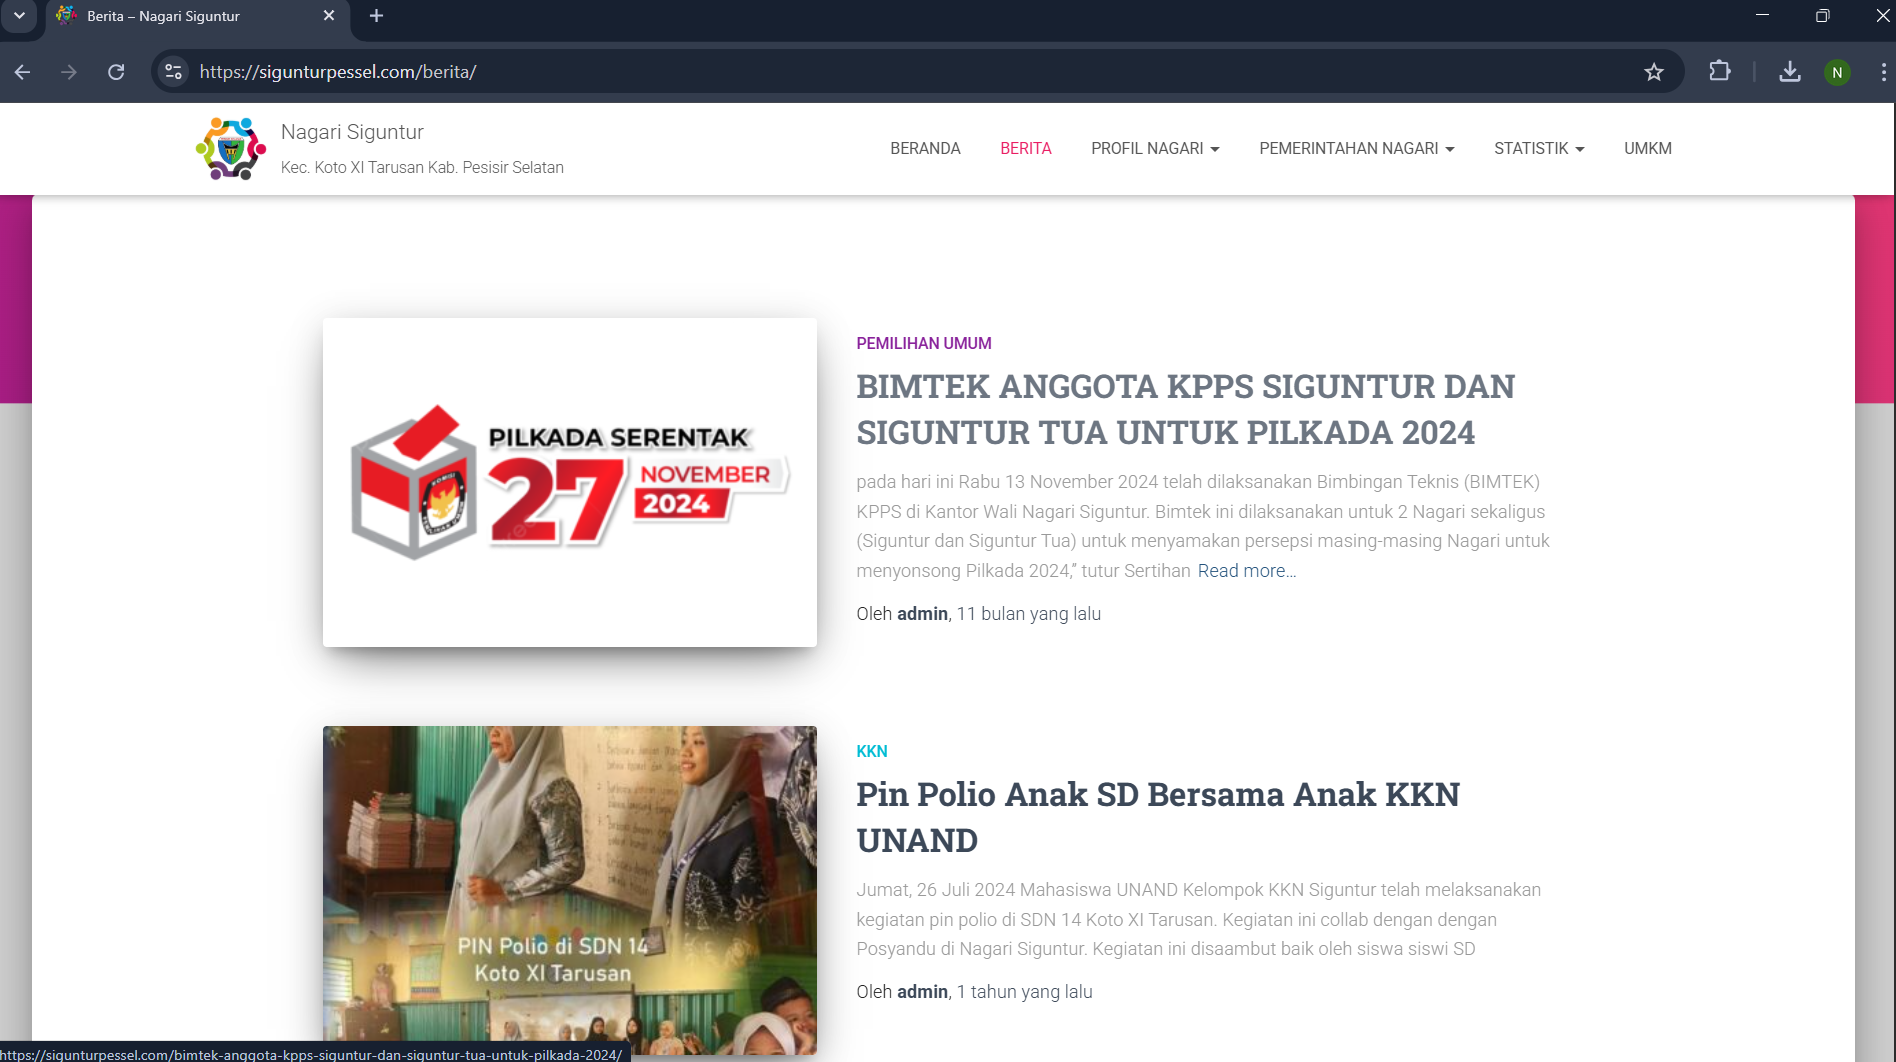 Berita – Nagari Siguntur
https://sigunturpessel.com/berita/
N
Nagari Siguntur
Kec. Koto XI Tarusan Kab. Pesisir Selatan
BERANDA
BERITA
PROFIL NAGARI
PEMERINTAHAN NAGARI
STATISTIK
UMKM
PILKADA SERENTAK
27 NOVEMBER
2024
KOMISI
PEMILIHAN UMUM
PEMILIHAN UMUM
BIMTEK ANGGOTA KPPS SIGUNTUR DAN
SIGUNTUR TUA UNTUK PILKADA 2024
pada hari ini Rabu 13 November 2024 telah dilaksanakan Bimbingan Teknis (BIMTEK)
KPPS di Kantor Wali Nagari Siguntur. Bimtek ini dilaksanakan untuk 2 Nagari sekaligus
(Siguntur dan Siguntur Tua) untuk menyamakan persepsi masing-masing Nagari untuk
menyonsong Pilkada 2024,” tutur Sertihan Read more…
Oleh admin, 11 bulan yang lalu
PIN Polio di SDN 14
Koto XI Tarusan
KKN
Pin Polio Anak SD Bersama Anak KKN
UNAND
Jumat, 26 Juli 2024 Mahasiswa UNAND Kelompok KKN Siguntur telah melaksanakan
kegiatan pin polio di SDN 14 Koto XI Tarusan. Kegiatan ini collab dengan dengan
Posyandu di Nagari Siguntur. Kegiatan ini disaambut baik oleh siswa siswi SD
Oleh admin, 1 tahun yang lalu
https://sigunturpessel.com/bimtek-anggota-kpps-siguntur-dan-siguntur-tua-untuk-pilkada-2024/